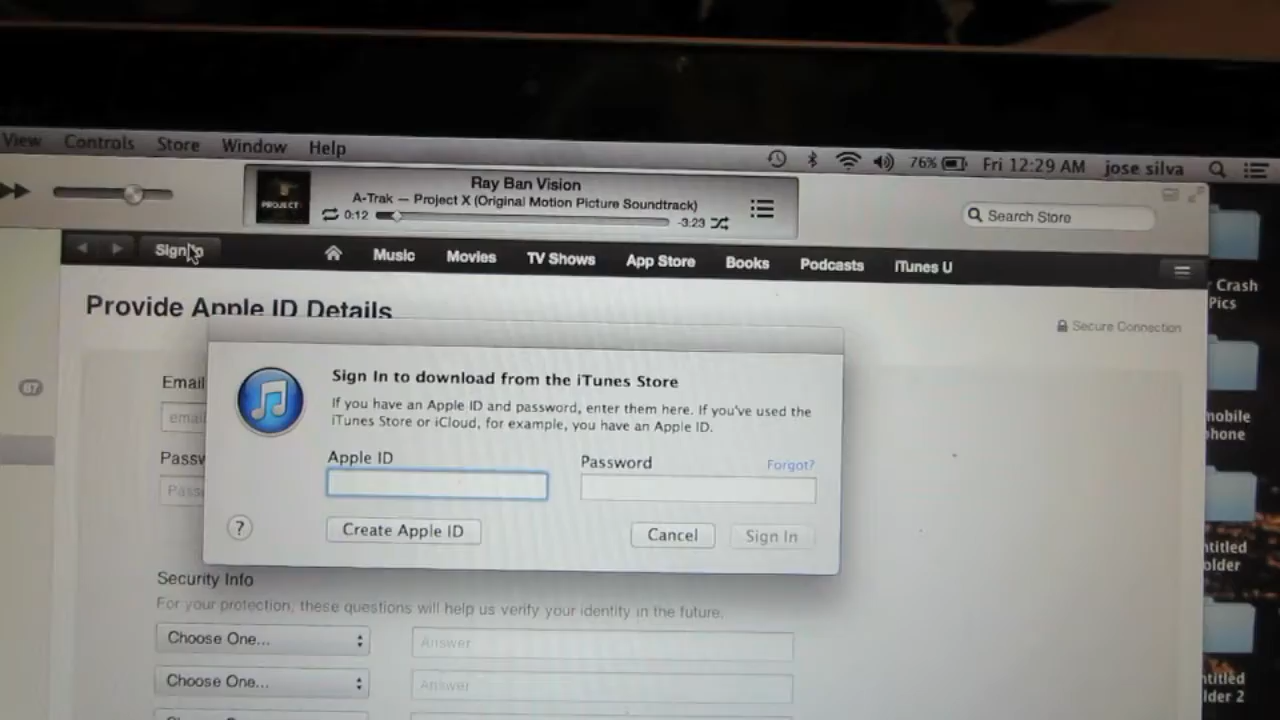 View Controls Store Window Help
76% Fri 12:29 AM jose silva
PROJECT
Ray Ban Vision
A-Trak — Project X (Original Motion Picture Soundtrack)
0:12 -3:23
Search Store
Sign
Music Movies TV Shows App Store Books Podcasts iTunes U
Provide Apple ID Details
Secure Connection
Crash
Pics
Email
email
Passw
Pass
Sign In to download from the iTunes Store
If you have an Apple ID and password, enter them here. If you've used the
iTunes Store or iCloud, for example, you have an Apple ID.
Apple ID Password Forgot?
? Create Apple ID Cancel Sign In
mobile
phone
Security Info
For your protection, these questions will help us verify your identity in the future.
Choose One... Answer
Choose One... Answer
ntitled
older
ntitled
lder 2